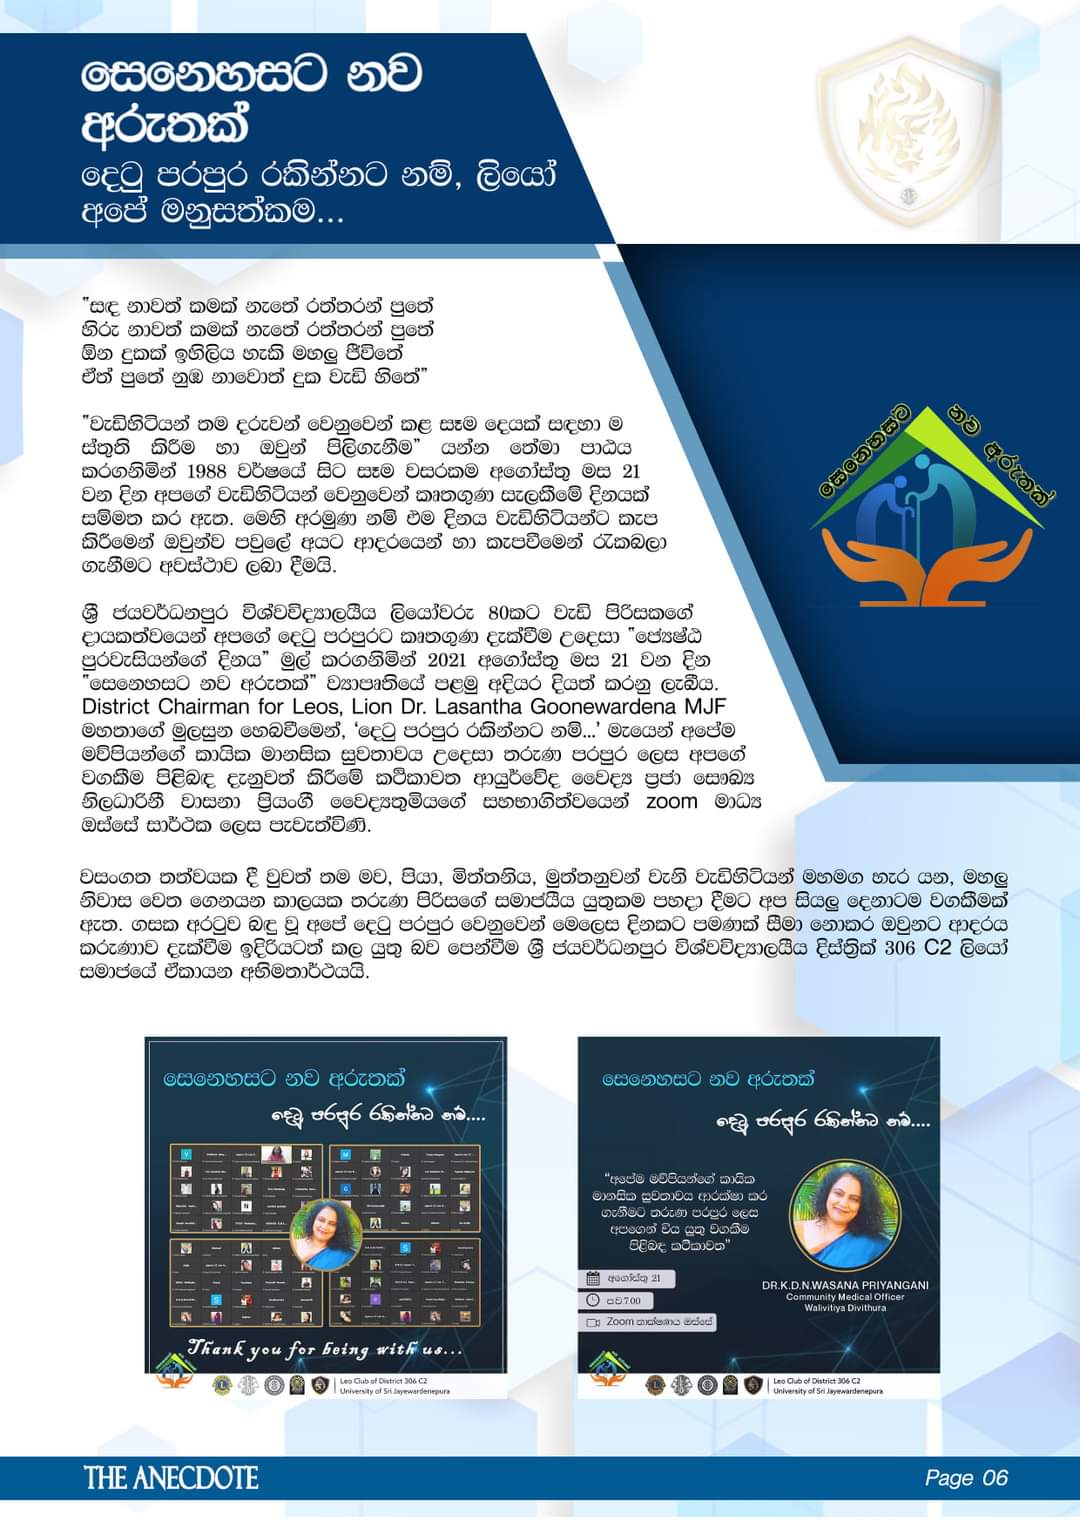 සෙනෙහසට නව
අරුතක්
දෙටු පරපුර රකින්නට නම්, ලියෝ
අපේ මනුසත්කම...
"සඳ නාවත් කමක් නැතේ රත්තරන් පුතේ
හිරු නාවත් කමක් නැතේ රත්තරන් පුතේ
ඕන දුකක් ඉහිලිය හැකි මහලු ජීවිතේ
ඒත් පුතේ නුඹ නාවොත් දුක වැඩි හිතේ"
"වැඩිහිටියන් තම දරුවන් වෙනුවෙන් කළ සෑම දෙයක් සඳහා ම
ස්තුති කිරීම හා ඔවුන් පිලිගැනීම" යන්න තේමා පාඨය
කරගනිමින් 1988 වර්ෂයේ සිට සෑම වසරකම අගෝස්තු මස 21
වන දින අපගේ වැඩිහිටියන් වෙනුවෙන් කෘතගුණ සැලකීමේ දිනයක්
සම්මත කර ඇත. මෙහි අරමුණ නම් එම දිනය වැඩිහිටියන්ට කැප
කිරීමෙන් ඔවුන්ව පවුලේ අයට ආදරයෙන් හා කැපවීමෙන් රැකබලා
ගැනීමට අවස්ථාව ලබා දීමයි.
සෙනෙහසට නව අරුතක්
ශ්‍රී ජයවර්ධනපුර විශ්වවිද්‍යාලයීය ලියෝවරු 80කට වැඩි පිරිසකගේ
දායකත්වයෙන් අපගේ දෙටු පරපුරට කෘතගුණ දැක්වීම උදෙසා "ජ්‍යෙෂ්ඨ
පුරවැසියන්ගේ දිනය" මුල් කරගනිමින් 2021 අගෝස්තු මස 21 වන දින
"සෙනෙහසට නව අරුතක්" ව්‍යාපෘතියේ පළමු අදියර දියත් කරනු ලැබීය.
District Chairman for Leos, Lion Dr. Lasantha Goonewardena MJF
මහතාගේ මුලසුන හෙබවීමෙන්, 'දෙටු පරපුර රකින්නට නම්...' මැයෙන් අපේම
මව්පියන්ගේ කායික මානසික සුවතාවය උදෙසා තරුණ පරපුර ලෙස අපගේ
වගකීම පිළිබඳ දැනුවත් කිරීමේ කථිකාවත ආයුර්වේද වෛද්‍ය ප්‍රජා සෞඛ්‍ය
නිලධාරිනී වාසනා ප්‍රියංගී වෛද්‍යතුමියගේ සහභාගිත්වයෙන් zoom මාධ්‍ය
ඔස්සේ සාර්ථක ලෙස පැවැත්විණි.
වසංගත තත්වයක දී වුවත් තම මව, පියා, මිත්තනිය, මුත්තනුවන් වැනි වැඩිහිටියන් මහමග හැර යන, මහලු
නිවාස වෙත ගෙනයන කාලයක තරුණ පිරිසගේ සමාජයීය යුතුකම පහදා දීමට අප සියලු දෙනාටම වගකීමක්
ඇත. ගසක අරටුව බඳු වූ අපේ දෙටු පරපුර වෙනුවෙන් මෙලෙස දිනකට පමණක් සීමා නොකර ඔවුනට ආදරය
කරුණාව දැක්වීම ඉදිරියටත් කල යුතු බව පෙන්වීම ශ්‍රී ජයවර්ධනපුර විශ්වවිද්‍යාලයීය දිස්ත්‍රික් 306 C2 ලියෝ
සමාජයේ ඒකායන අභිමතාර්ථයයි.
සෙනෙහසට නව අරුතක්
දෙටු පරපුර රකින්නට නම්....
Thank you for being with us...
Leo Club of District 306 C2
University of Sri Jayewardenepura
සෙනෙහසට නව අරුතක්
දෙටු පරපුර රකින්නට නම්....
"අපේම මව්පියන්ගේ කායික
මානසික සුවතාවය ආරක්ෂා කර
ගැනීමට තරුණ පරපුර ලෙස
අපගෙන් විය යුතු වගකීම
පිළිබඳ කථිකාවත"
අගෝස්තු 21
ප.ව 7.00
Zoom තාක්ෂණය ඔස්සේ
DR.K.D.N.WASANA PRIYANGANI
Community Medical Officer
Walivitiya Divithura
Leo Club of District 306 C2
University of Sri Jayewardenepura
THE ANECDOTE
Page 06